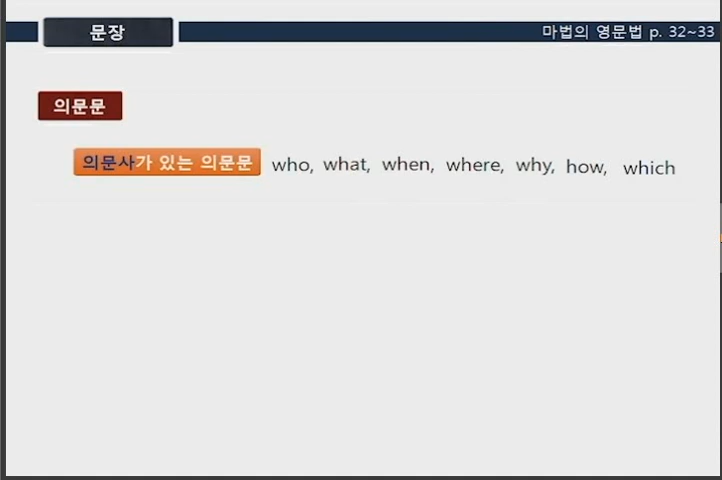 문장
마법의 영문법 p. 32~33
의문문
의문사가 있는 의문문 who, what, when, where, why, how, which